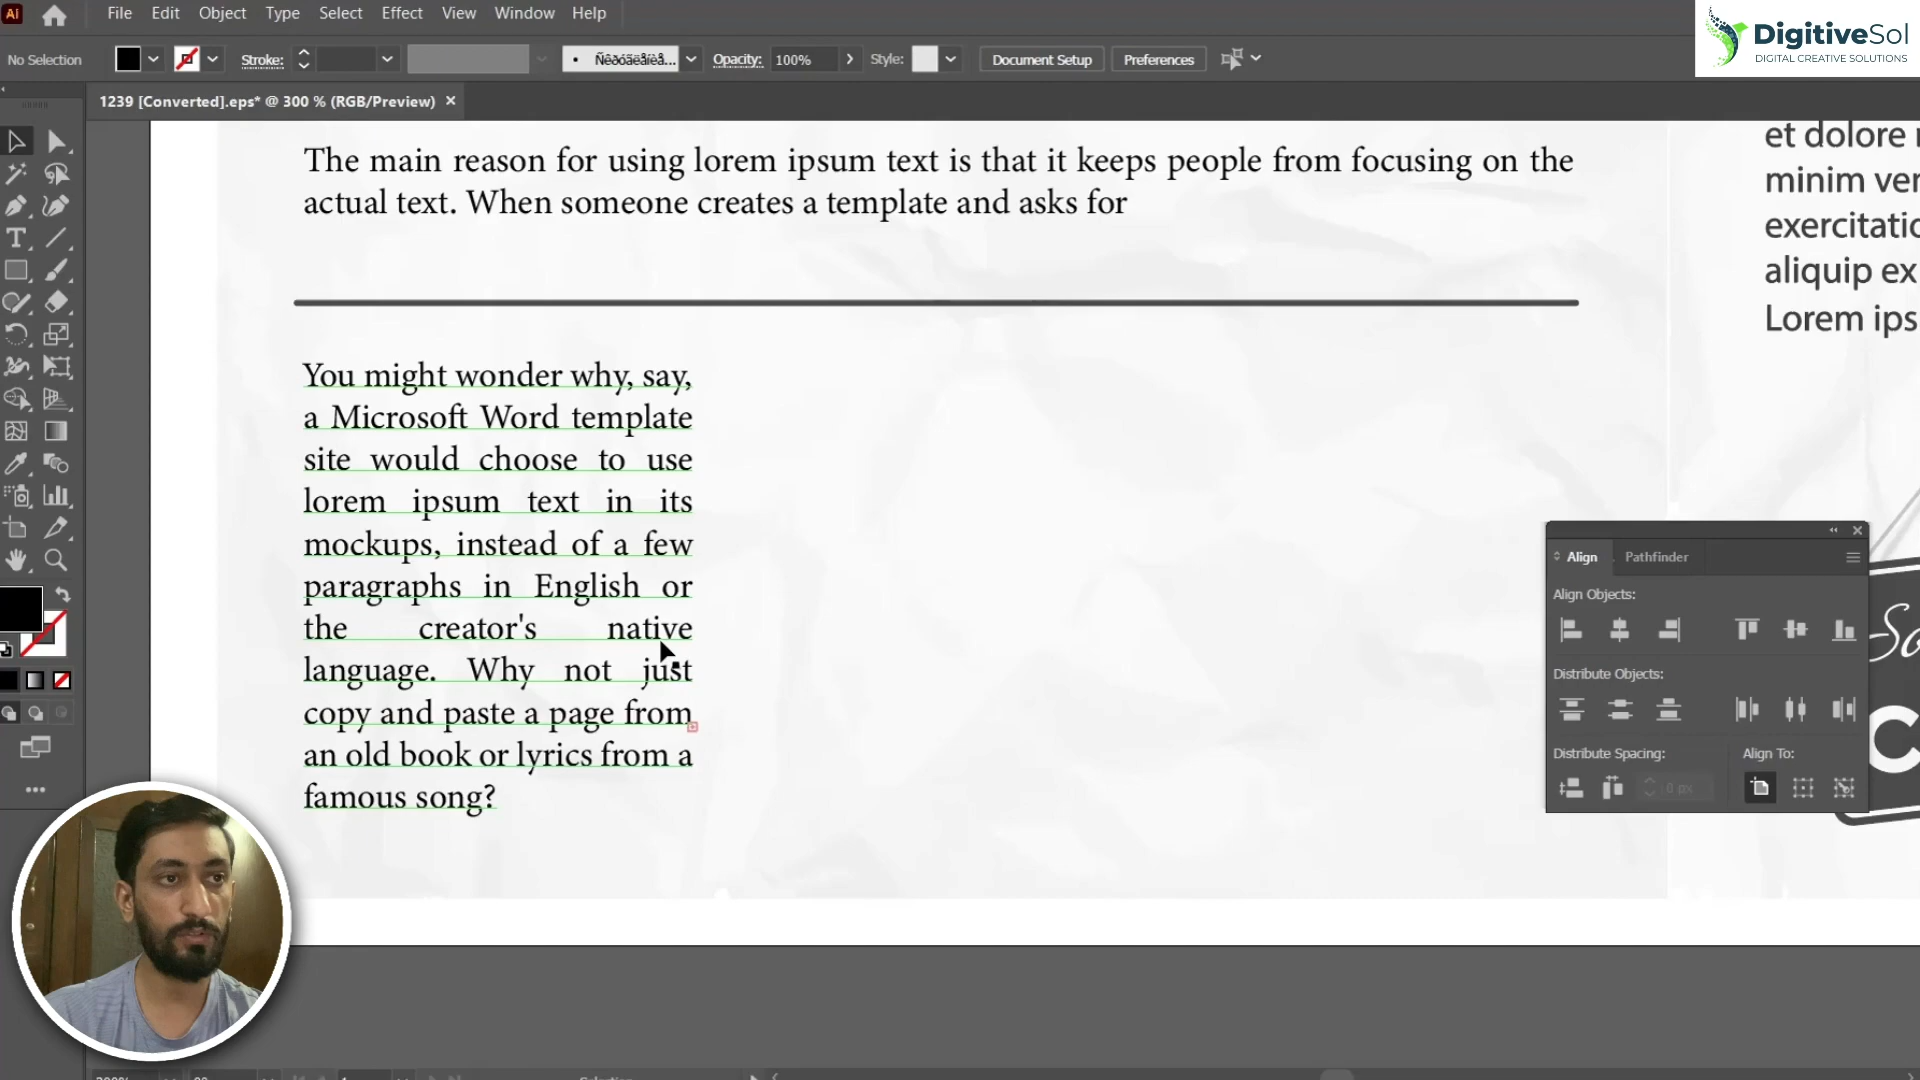 Ai
File Edit Object Type Select Effect View Window Help
DigitiveSol
DIGITAL CREATIVE SOLUTIONS
No Selection
Stroke:
Ñêðóãëåíèå...
Opacity: 100%
Style:
Document Setup
Preferences
1239 [Converted].eps* @ 300 % (RGB/Preview)
The main reason for using lorem ipsum text is that it keeps people from focusing on the
actual text. When someone creates a template and asks for
et dolore
minim ver
exercitatio
aliquip ex
Lorem ips
You might wonder why, say,
a Microsoft Word template
site would choose to use
lorem ipsum text in its
mockups, instead of a few
paragraphs in English or
the creator's native
language. Why not just
copy and paste a page from
an old book or lyrics from a
famous song?
Align Pathfinder
Align Objects:
Distribute Objects:
Distribute Spacing:
Align To:
0 px
So
C